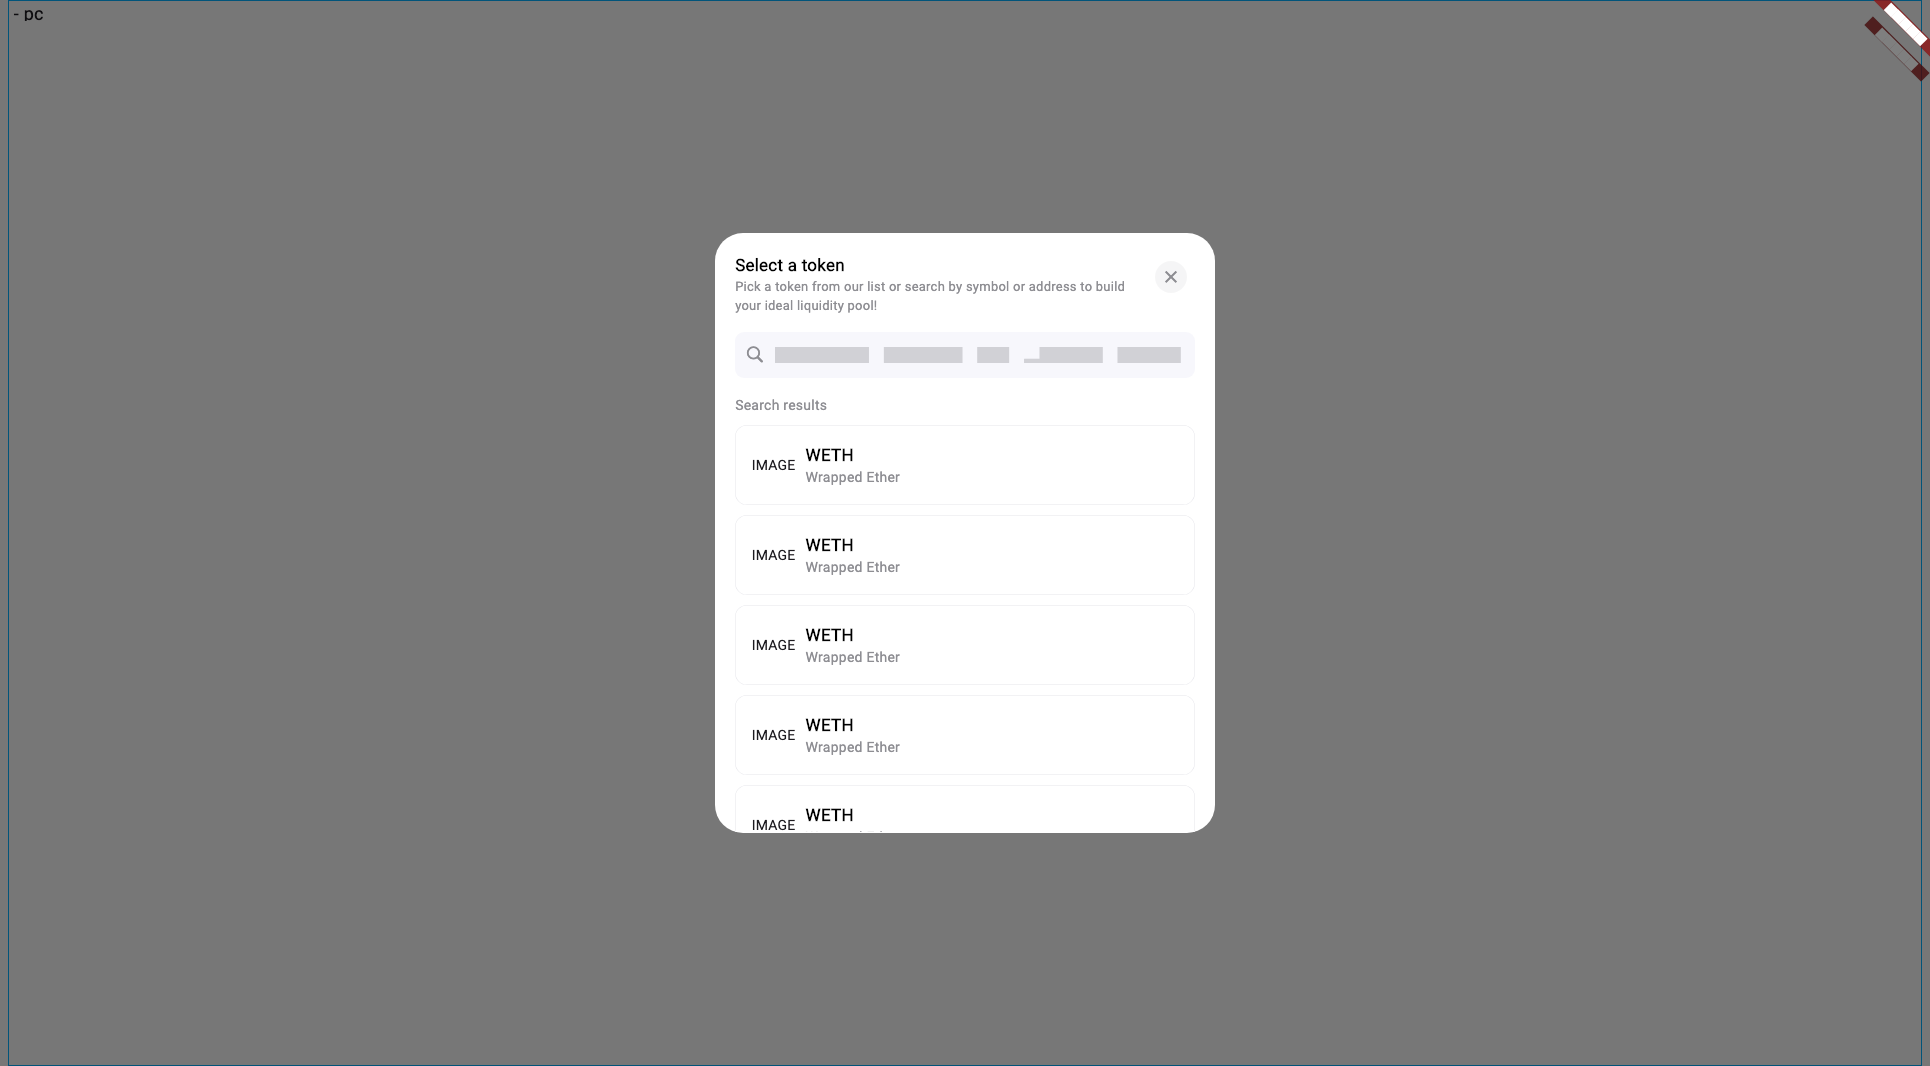 - pc
Select a token
Pick a token from our list or search by symbol or address to build
your ideal liquidity pool!
Search results
IMAGE
WETH
Wrapped Ether
IMAGE
WETH
Wrapped Ether
IMAGE
WETH
Wrapped Ether
IMAGE
WETH
Wrapped Ether
IMAGE
WETH